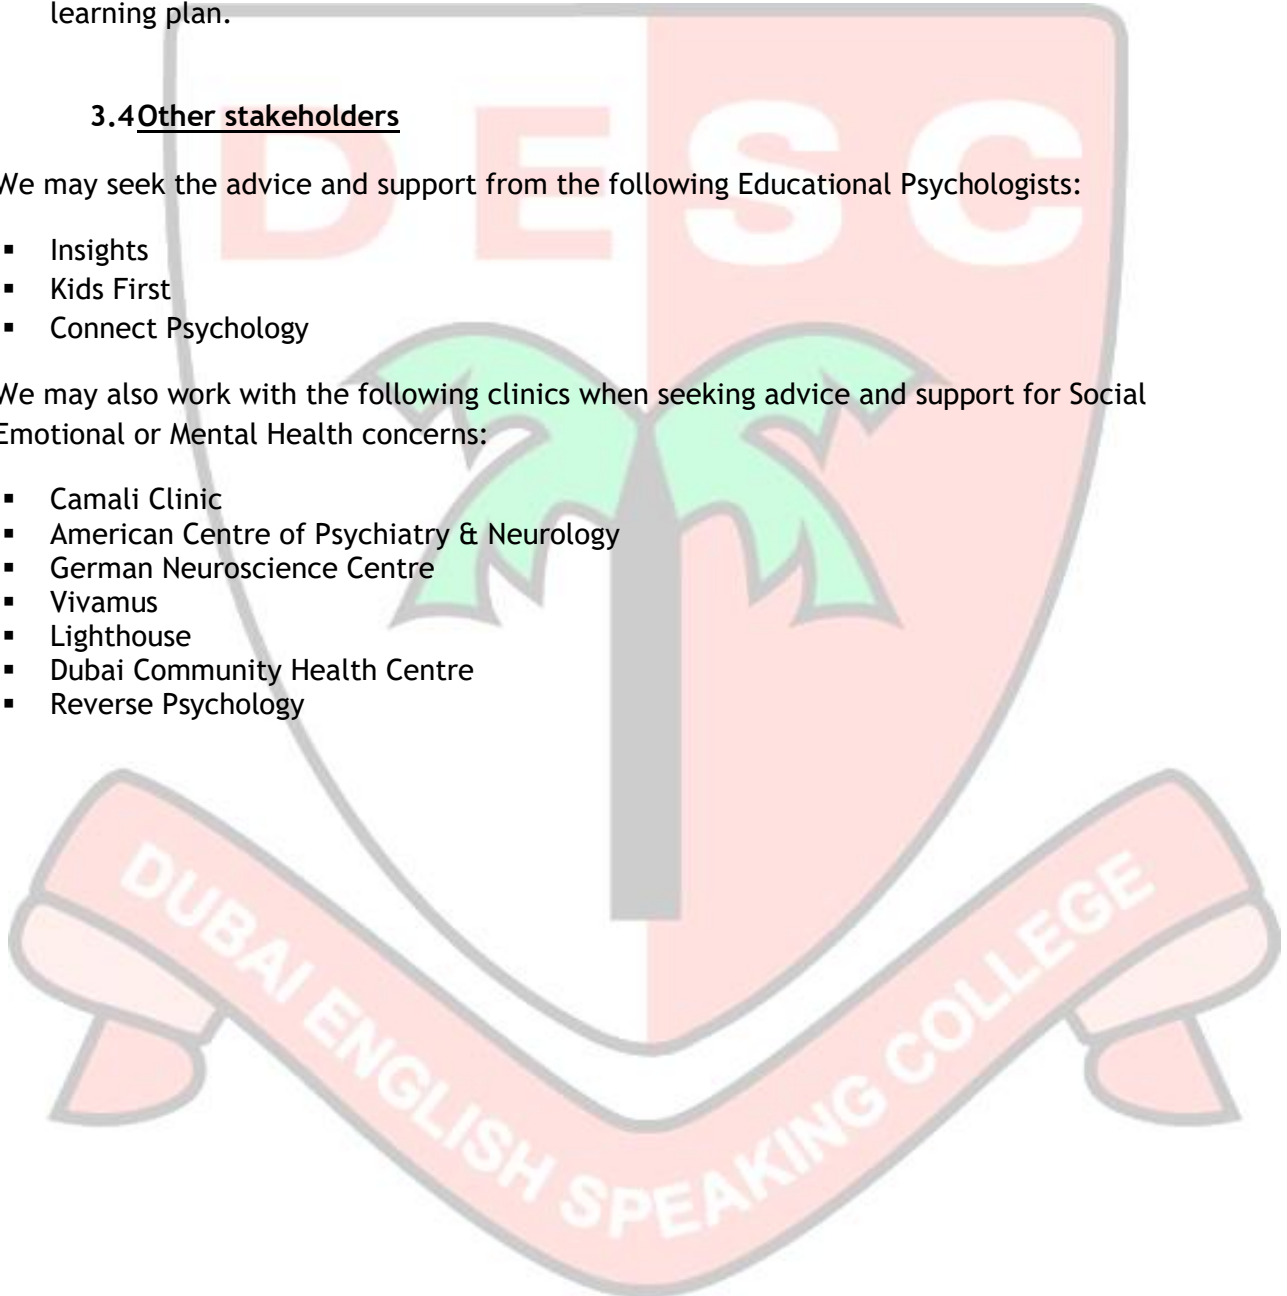 learning plan.
3.4 Other stakeholders
We may seek the advice and support from the following Educational Psychologists:
▪ Insights
▪ Kids First
▪ Connect Psychology
We may also work with the following clinics when seeking advice and support for Social
Emotional or Mental Health concerns:
▪ Camali Clinic
▪ American Centre of Psychiatry & Neurology
▪ German Neuroscience Centre
▪ Vivamus
▪ Lighthouse
▪ Dubai Community Health Centre
▪ Reverse Psychology
DESC
DUBAI ENGLISH SPEAKING COLLEGE